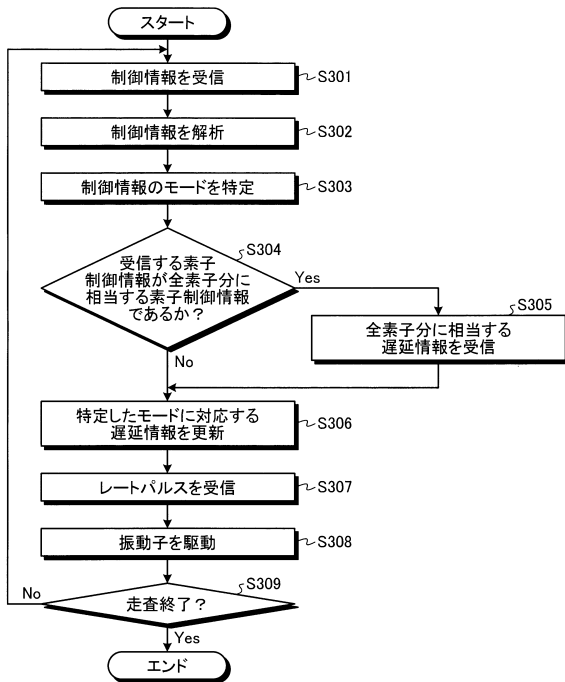 スタート
制御情報を受信
S301
制御情報を解析
S302
制御情報のモードを特定
S303
S304
受信する素子
制御情報が全素子分に
相当する素子制御情報
であるか？
Yes
No
S305
全素子分に相当する
遅延情報を受信
特定したモードに対応する
遅延情報を更新
S306
レートパルスを受信
S307
振動子を駆動
S308
S309
走査終了？
No
Yes
エンド